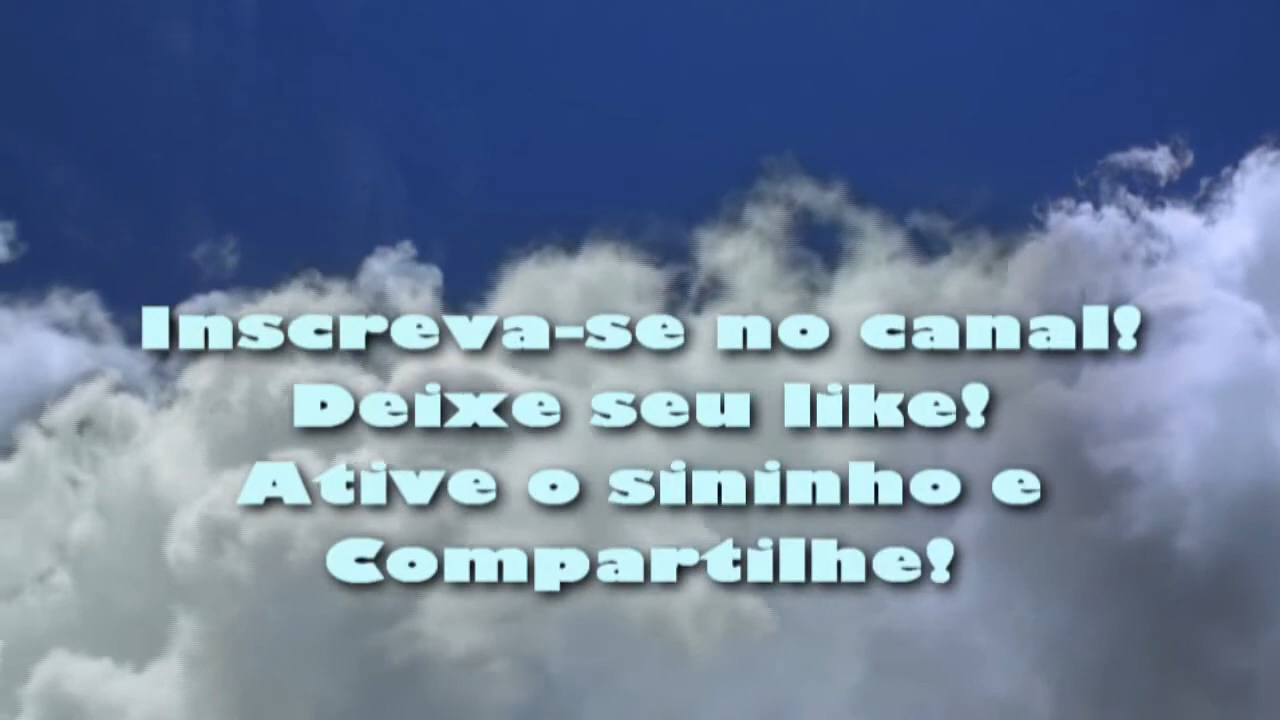 Inscreva-se no canal!
Deixe seu like!
Ative o sininho e
Compartilhe!